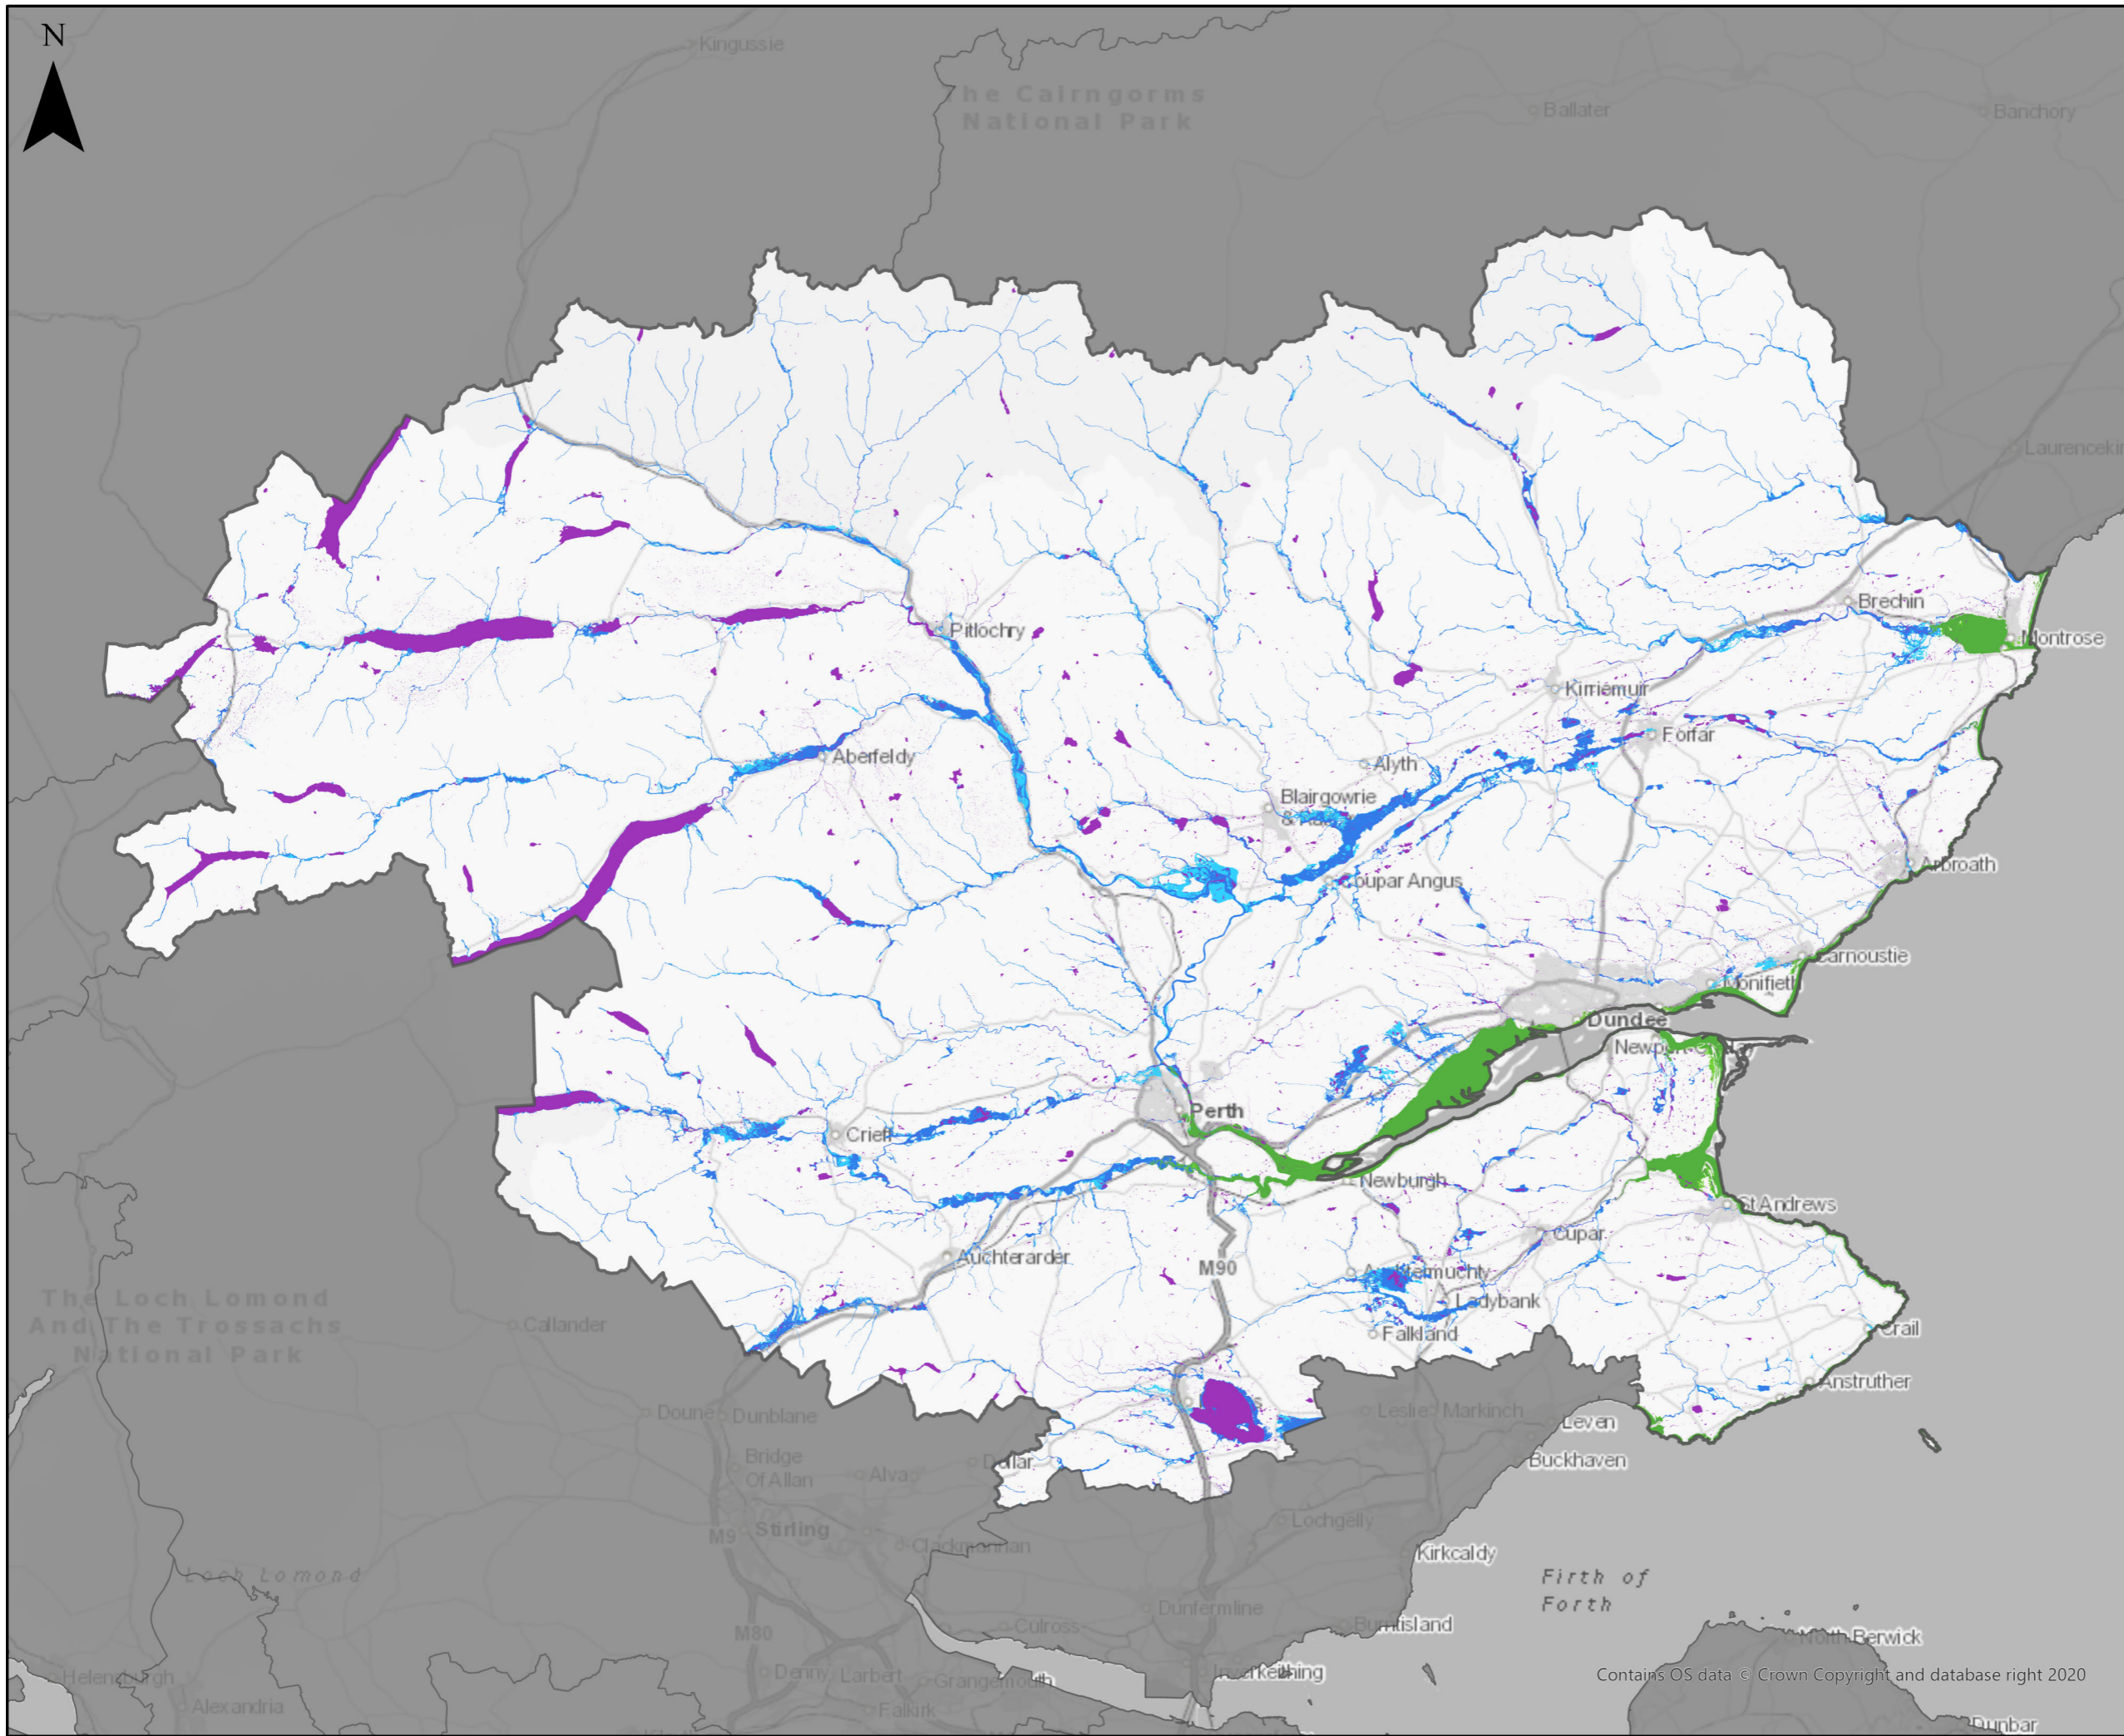 N
Kingussie
The Cairngorms
National Park
Ballater
Banchory
Brechin
Montrose
Pitlochry
Kirriemuir
Forfar
Aberfeldy
Alyth
Blairgowrie
Arbroath
Coupar Angus
Carnoustie
Monifieth
Dundee
Perth
Crieff
Newburgh
St Andrews
Cupar
Auchterarder
M90
Auchtermuchty
Ladybank
Falkland
Crail
The Loch Lomond
And The Trossachs
National Park
Callander
Anstruther
Doune
Dunblane
Leslie
Markinch
Leven
Bridge
Of Allan
Alva
Dollar
Buckhaven
M9
Stirling
Clackmannan
Lochgelly
Kirkcaldy
Loch Lomond
Firth of
Forth
Culross
Dunfermline
Burntisland
M80
North Berwick
Helensburgh
Denny
Larbert
Grangemouth
Inverkeithing
Contains OS data © Crown Copyright and database right 2020
Alexandria
Falkirk
Dunbar